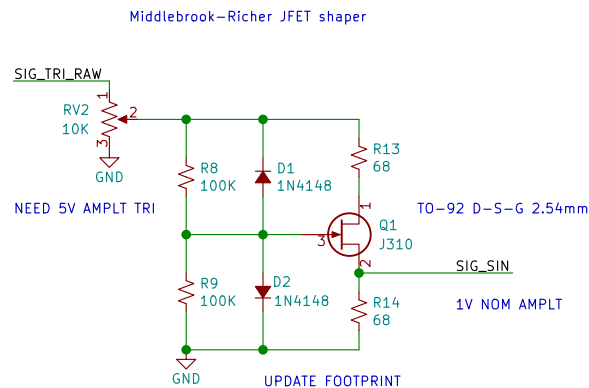 Middlebrook-Richer JFET shaper
SIG_TRI_RAW
1
RV2
10K
2
3
GND
R8
100K
D1
1N4148
R13
68
NEED 5V AMPLT TRI
1
TO-92 D-S-G 2.54mm
Q1
J310
3
2
SIG_SIN
R9
100K
D2
1N4148
R14
68
1V NOM AMPLT
GND
UPDATE FOOTPRINT